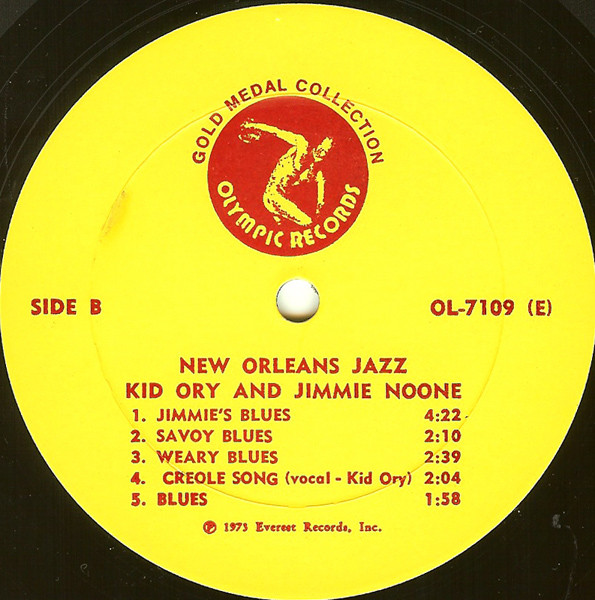 GOLD MEDAL COLLECTION
OLYMPIC RECORDS
SIDE B
OL-7109 (E)
NEW ORLEANS JAZZ
KID ORY AND JIMMIE NOONE
1. JIMMIE'S BLUES 4:22
2. SAVOY BLUES 2:10
3. WEARY BLUES 2:39
4. CREOLE SONG (vocal - Kid Ory) 2:04
5. BLUES 1:58
℗ 1973 Everest Records, Inc.